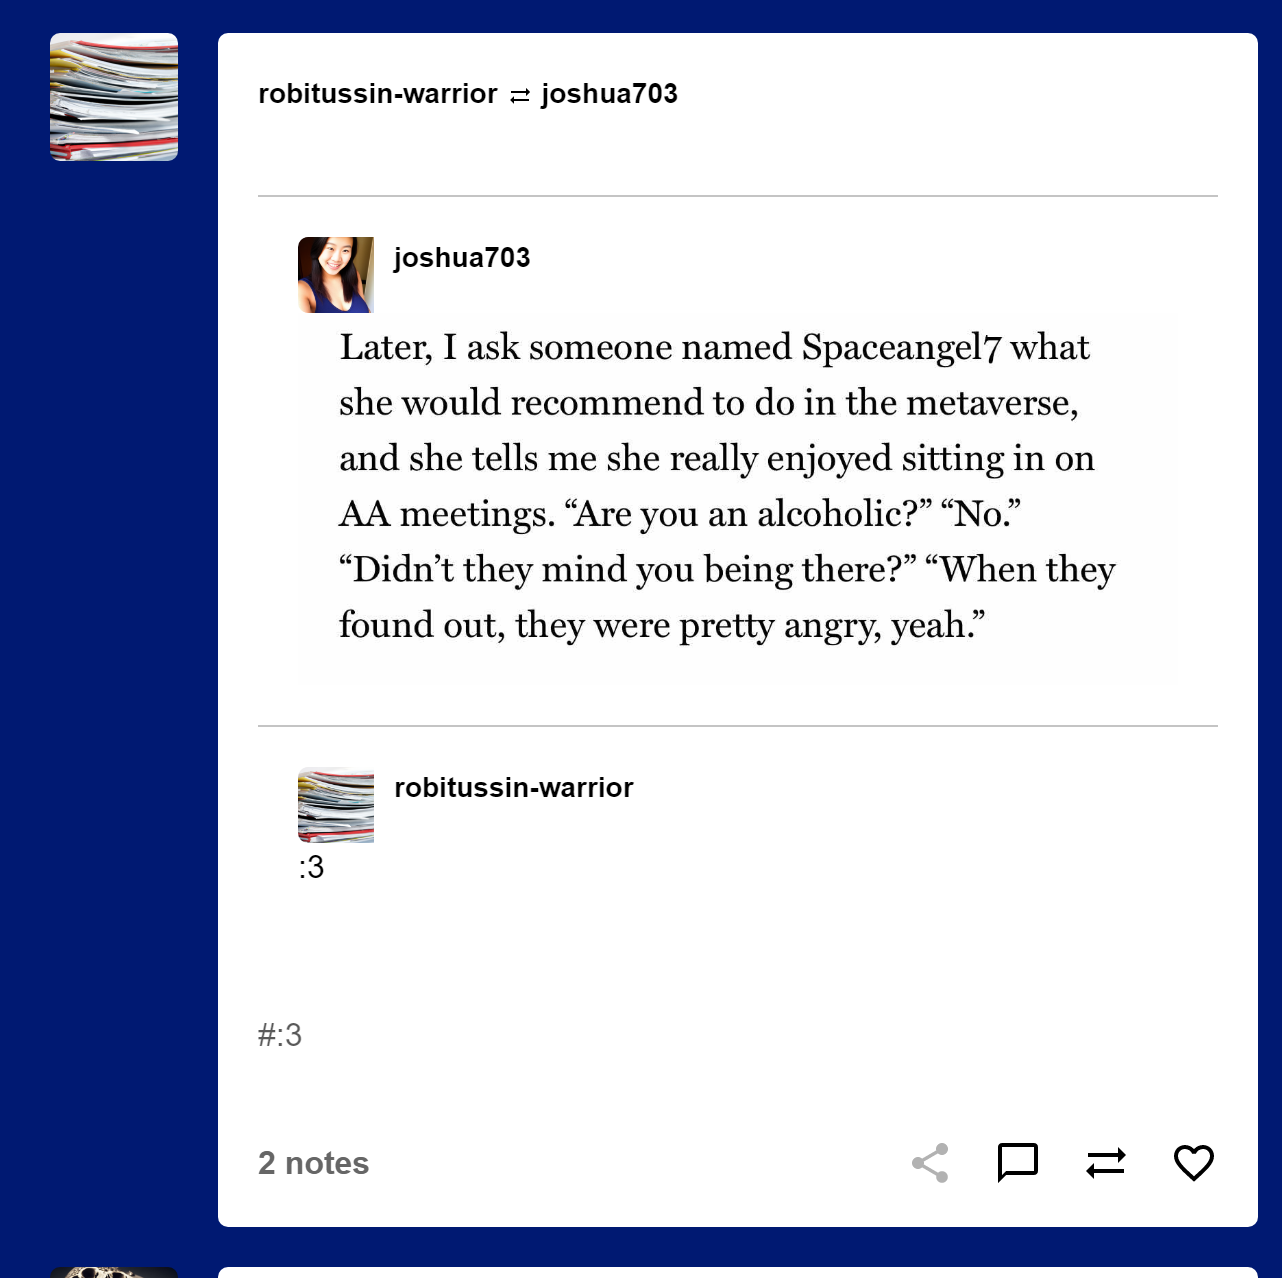 robitussin-warrior joshua703
joshua703
Later, I ask someone named Spaceangel7 what
she would recommend to do in the metaverse,
and she tells me she really enjoyed sitting in on
AA meetings. “Are you an alcoholic?” “No.”
“Didn’t they mind you being there?” “When they
found out, they were pretty angry, yeah.”
robitussin-warrior
:3
#:3
2 notes